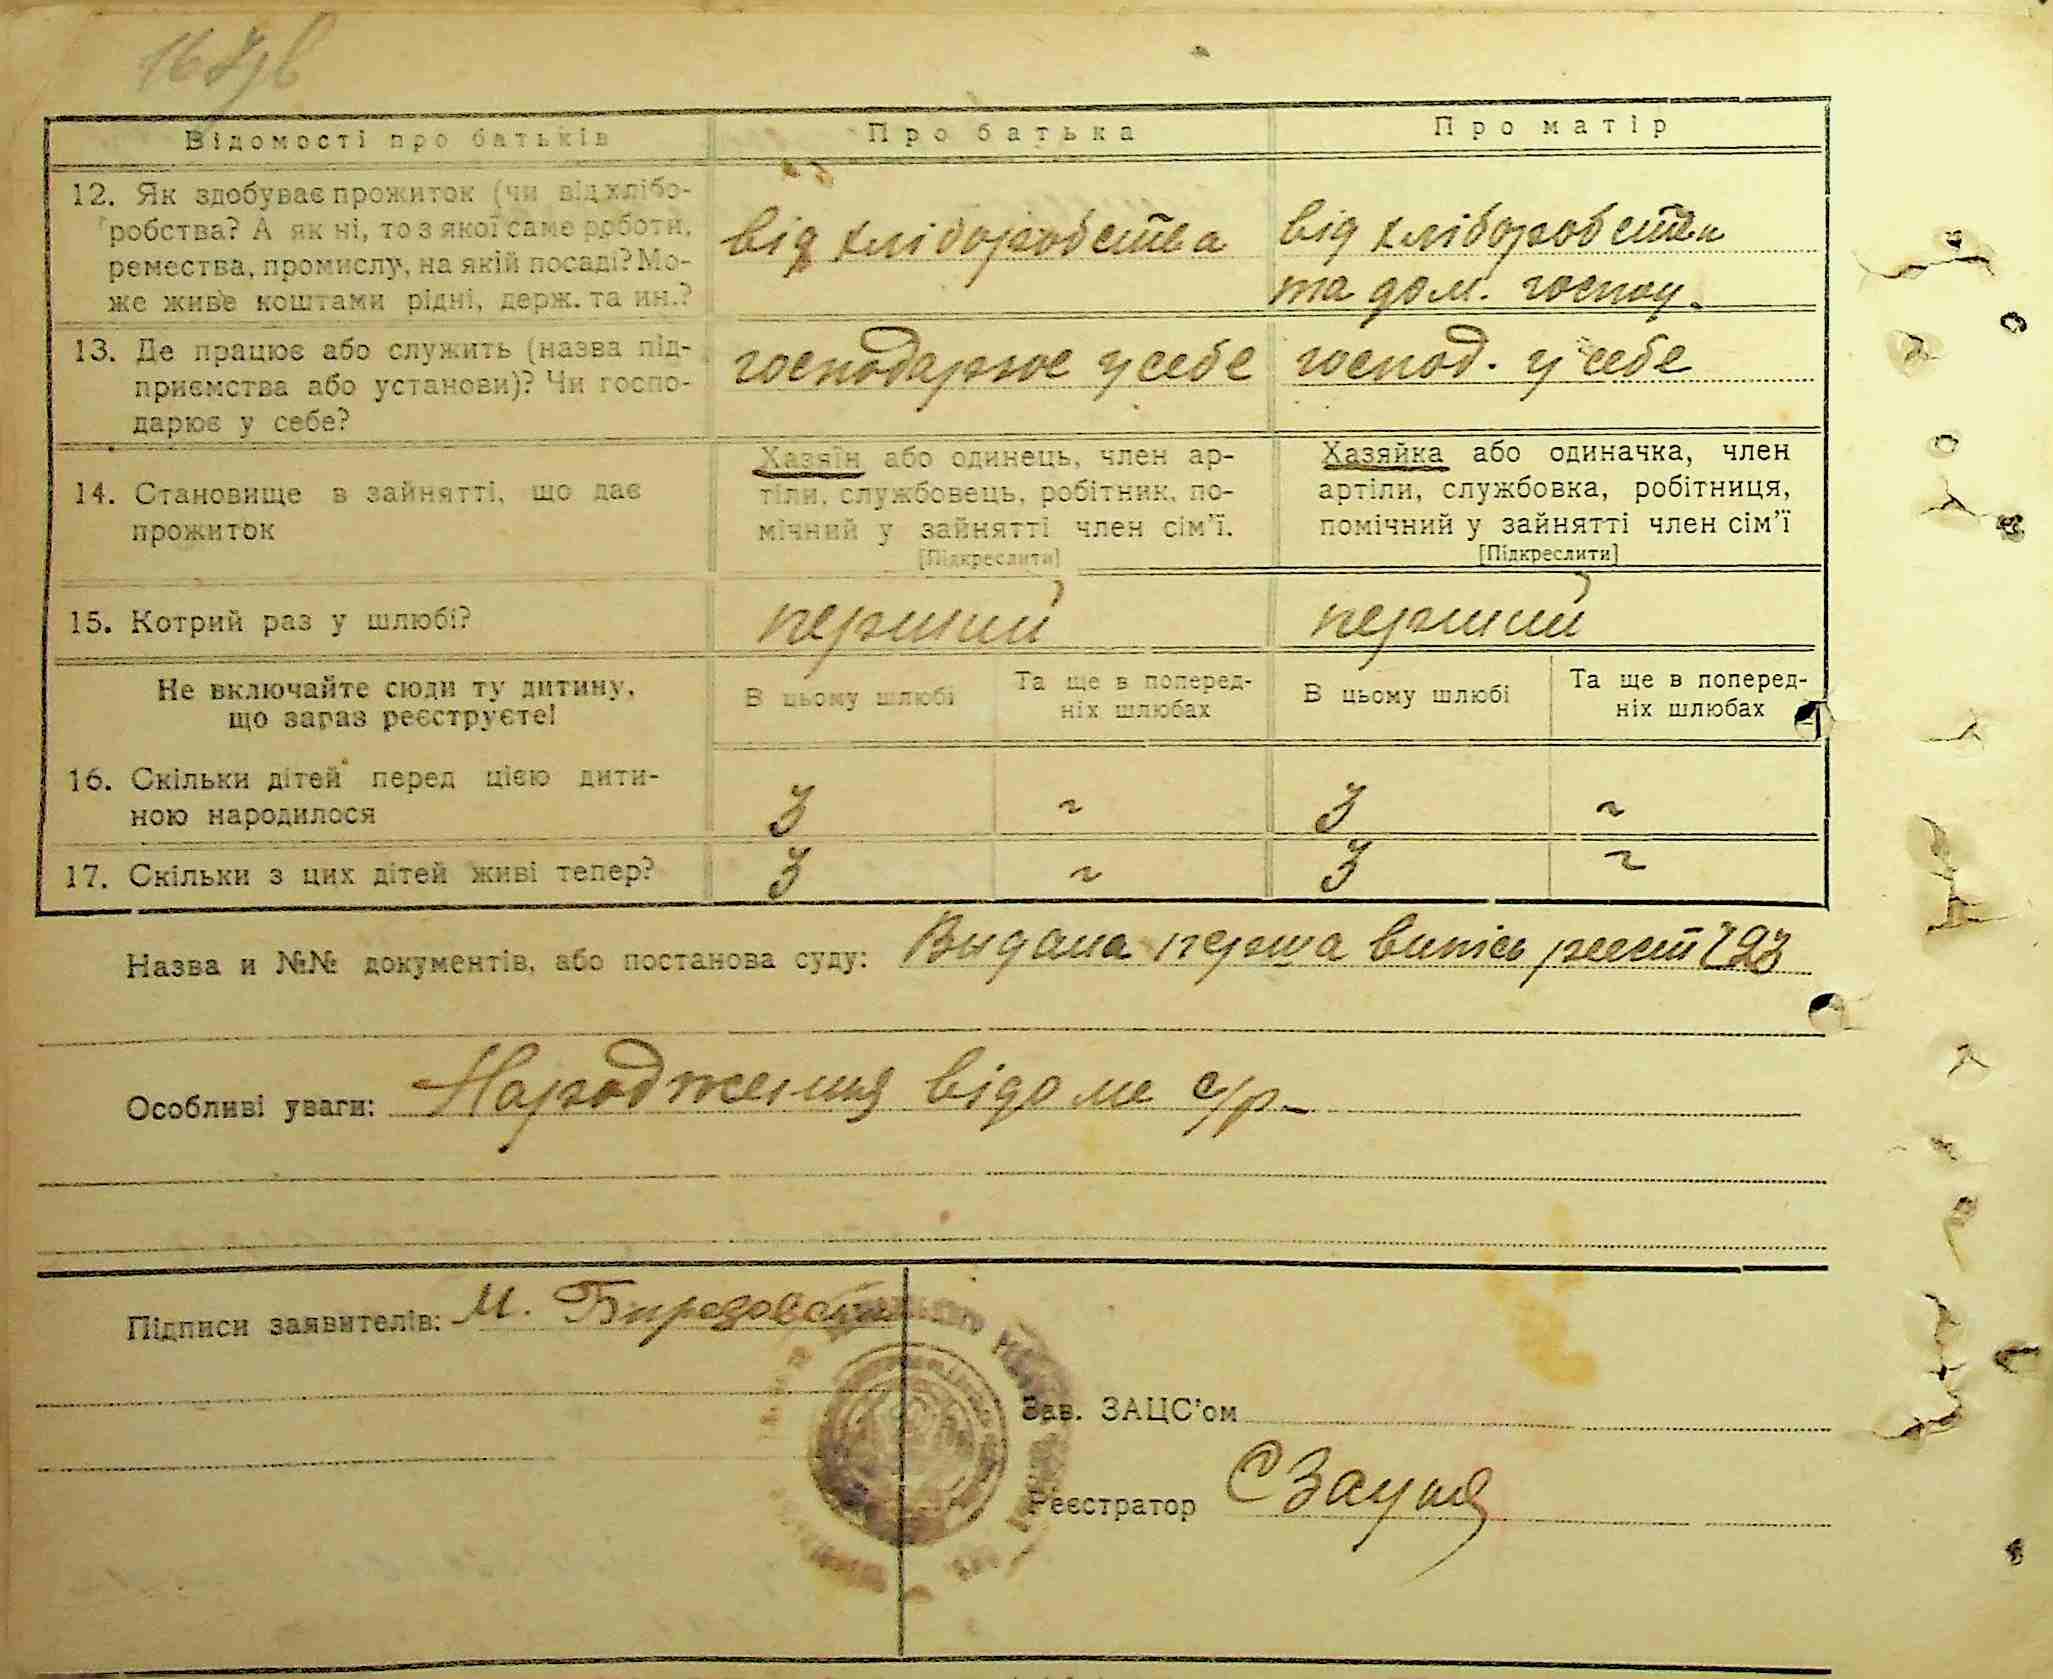 Відомості про батьків
Про батька
Про матір
12. Як здобуває прожиток (чи від хлібо-
робства? А як ні, то з якої саме роботи,
ремества, промислу, на якій посаді? Мо-
же живе коштами рідні, держ. та ин.?
від хліборобства
від хліборобства
та дом. господ.
13. Де працює або служить (назва під-
приємства або установи)? Чи госпо-
дарює у себе?
господарює у себе
господ. у себе
14. Становище в зайнятті, що дає
прожиток
Хазяїн або одинець, член ар-
тіли, службовець, робітник, по-
мічний у зайнятті член сім'ї.
[Підкреслити]
Хазяйка або одиначка, член
артіли, службовка, робітниця,
помічний у зайнятті член сім'ї
[Підкреслити]
15. Котрий раз у шлюбі?
перший
перший
Не включайте сюди ту дитину,
що зараз реєструєте!
В цьому шлюбі
Та ще в поперед-
ніх шлюбах
В цьому шлюбі
Та ще в поперед-
ніх шлюбах
16. Скільки дітей перед цією дити-
ною народилося
3
3
17. Скільки з цих дітей живі тепер?
3
3
Назва и №№ документів, або постанова суду: Видана перша випісь реєст
Особливі уваги: Народження відоме с/р
Підписи заявителів: М.
Зав. ЗАЦС'ом
Реєстратор